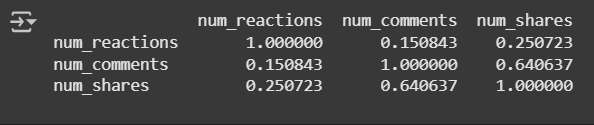 num_reactions num_comments num_shares
num_reactions 1.000000 0.150843 0.250723
num_comments 0.150843 1.000000 0.640637
num_shares 0.250723 0.640637 1.000000